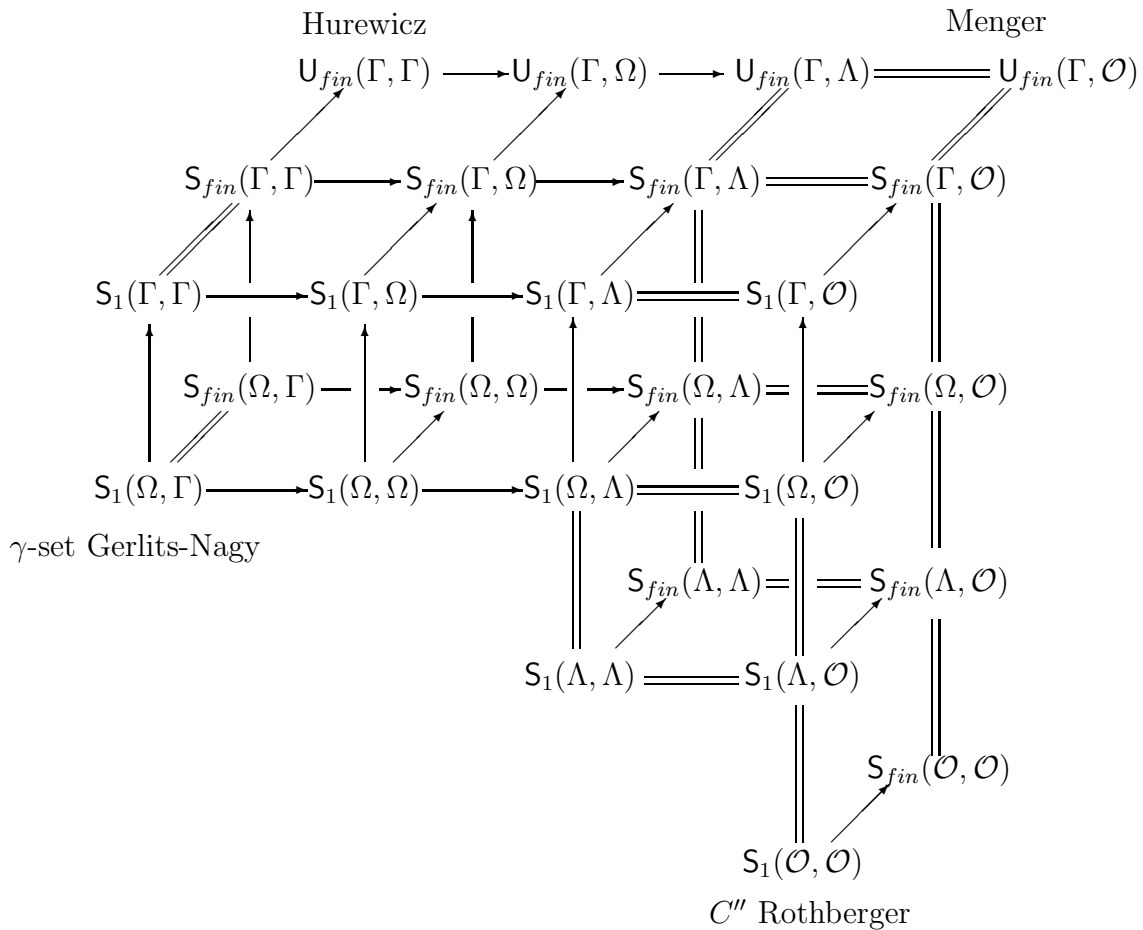 Hurewicz Menger
U_{fin}(Γ, Γ) U_{fin}(Γ, Ω) U_{fin}(Γ, Λ) U_{fin}(Γ, 𝒪)
S_{fin}(Γ, Γ) S_{fin}(Γ, Ω) S_{fin}(Γ, Λ) S_{fin}(Γ, 𝒪)
S_1(Γ, Γ) S_1(Γ, Ω) S_1(Γ, Λ) S_1(Γ, 𝒪)
S_{fin}(Ω, Γ) S_{fin}(Ω, Ω) S_{fin}(Ω, Λ) S_{fin}(Ω, 𝒪)
S_1(Ω, Γ) S_1(Ω, Ω) S_1(Ω, Λ) S_1(Ω, 𝒪)
γ-set Gerlits-Nagy
S_{fin}(Λ, Λ) S_{fin}(Λ, 𝒪)
S_1(Λ, Λ) S_1(Λ, 𝒪)
S_{fin}(𝒪, 𝒪)
S_1(𝒪, 𝒪)
C″ Rothberger